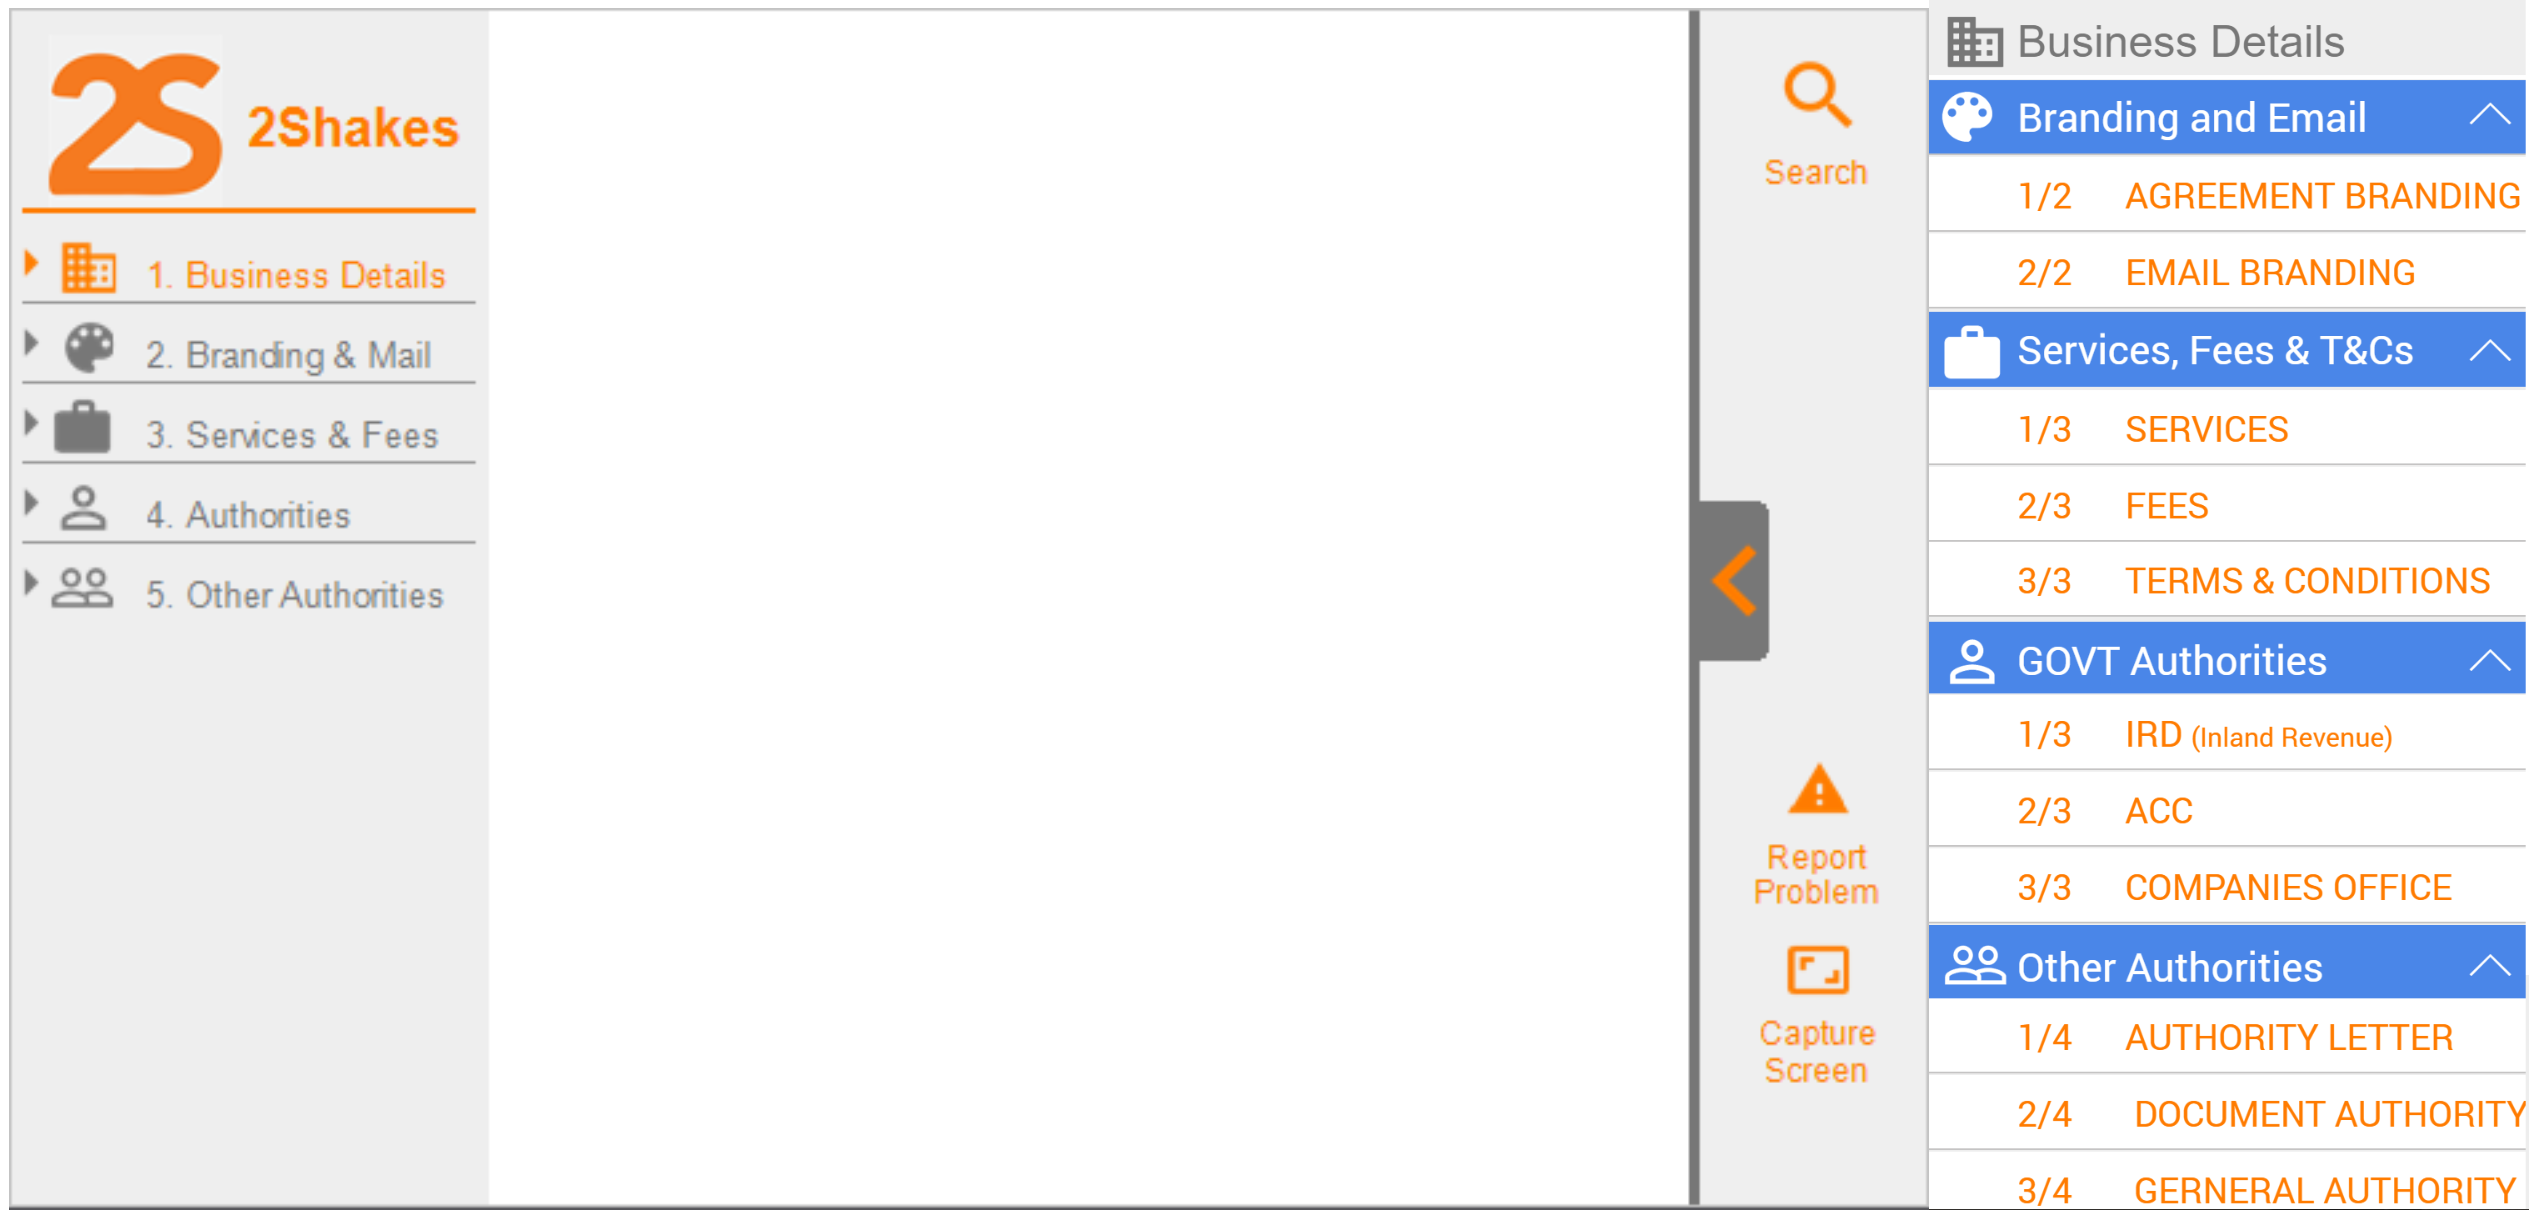 2S 2Shakes
1. Business Details
2. Branding & Mail
3. Services & Fees
4. Authorities
5. Other Authorities
Search
Report
Problem
Capture
Screen
Business Details
Branding and Email
1/2 AGREEMENT BRANDING
2/2 EMAIL BRANDING
Services, Fees & T&Cs
1/3 SERVICES
2/3 FEES
3/3 TERMS & CONDITIONS
GOVT Authorities
1/3 IRD (Inland Revenue)
2/3 ACC
3/3 COMPANIES OFFICE
Other Authorities
1/4 AUTHORITY LETTER
2/4 DOCUMENT AUTHORITY
3/4 GERNERAL AUTHORITY